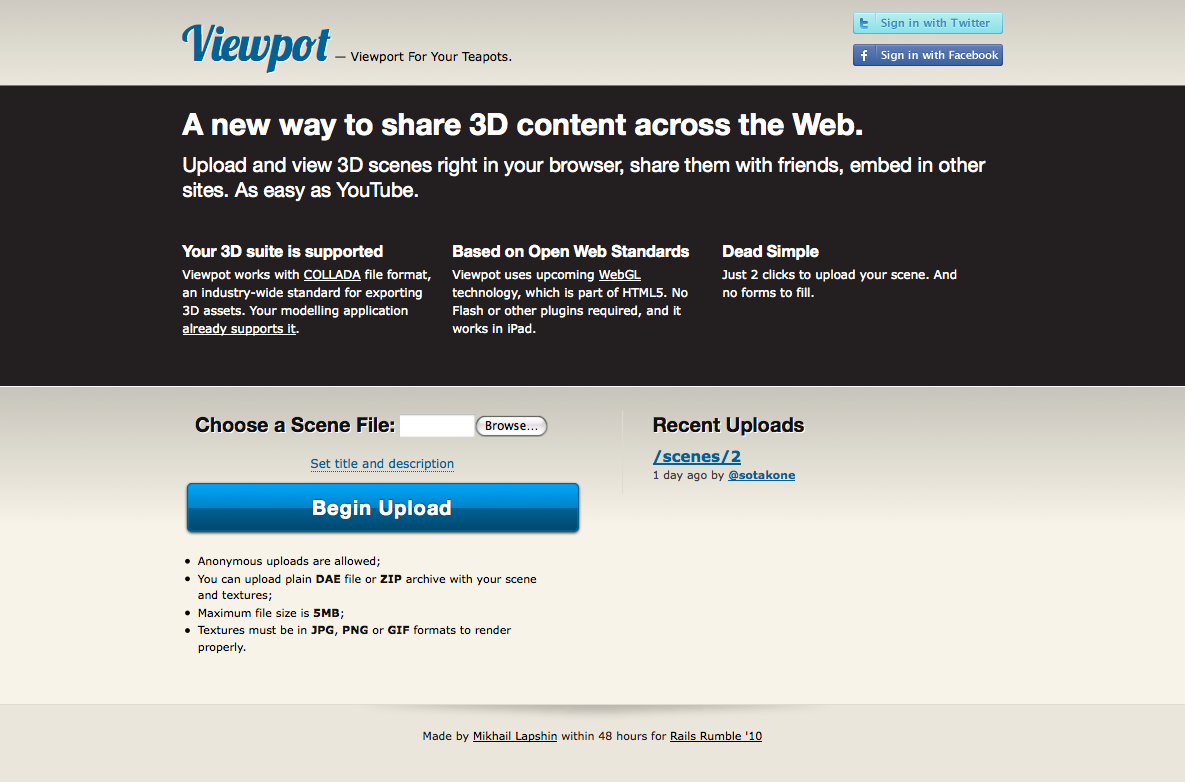 Viewpot — Viewport For Your Teapots.
Sign in with Twitter
Sign in with Facebook
A new way to share 3D content across the Web.
Upload and view 3D scenes right in your browser, share them with friends, embed in other
sites. As easy as YouTube.
Your 3D suite is supported
Viewpot works with COLLADA file format,
an industry-wide standard for exporting
3D assets. Your modelling application
already supports it.
Based on Open Web Standards
Viewpot uses upcoming WebGL
technology, which is part of HTML5. No
Flash or other plugins required, and it
works in iPad.
Dead Simple
Just 2 clicks to upload your scene. And
no forms to fill.
Choose a Scene File: Browse...
Set title and description
Begin Upload
• Anonymous uploads are allowed;
• You can upload plain DAE file or ZIP archive with your scene
and textures;
• Maximum file size is 5MB;
• Textures must be in JPG, PNG or GIF formats to render
properly.
Recent Uploads
/scenes/2
1 day ago by @sotakone
Made by Mikhail Lapshin within 48 hours for Rails Rumble '10